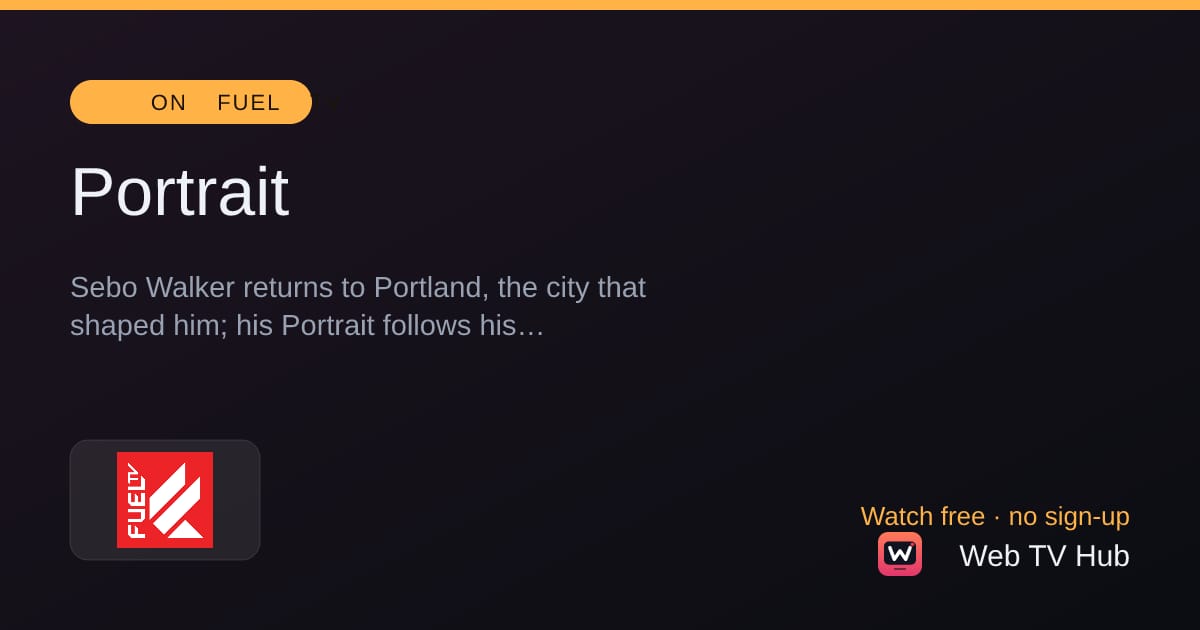 ON FUEL
Portrait
Sebo Walker returns to Portland, the city that
shaped him; his Portrait follows his…
FUEL TV
Watch free · no sign-up
W
Web TV Hub